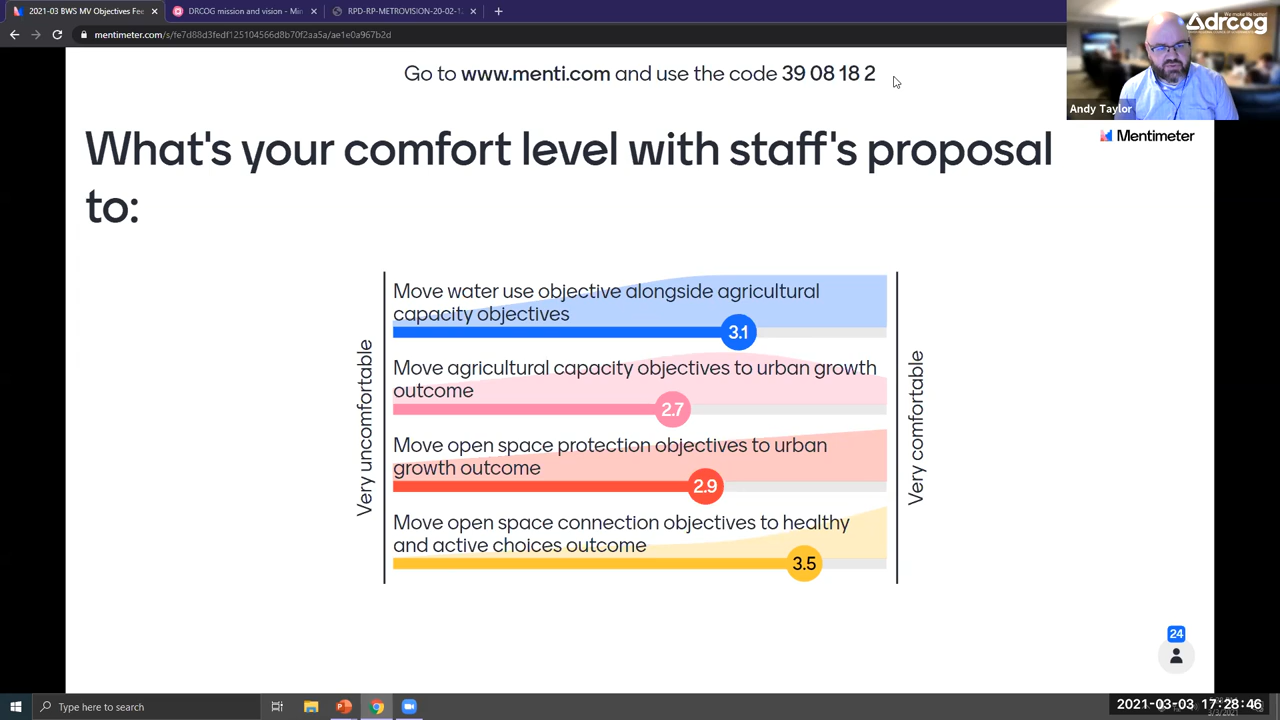 2021-03 BWS MV Objectives Fee
DRCOG mission and vision - Mi
RPD-RP-METROVISION-20-02-1
mentimeter.com/s/fe7d88d3fedf125104566d8b70f2aa5a/ae1e0a967b2d
We make life better!
drcog
Andy Taylor
Go to www.menti.com and use the code 39 08 18 2
Mentimeter
What's your comfort level with staff's proposal
to:
Very uncomfortable
Move water use objective alongside agricultural
capacity objectives
3.1
Move agricultural capacity objectives to urban growth
outcome
2.7
Move open space protection objectives to urban
growth outcome
2.9
Move open space connection objectives to healthy
and active choices outcome
3.5
Very comfortable
24
Type here to search
2021-03-03 17:28:46